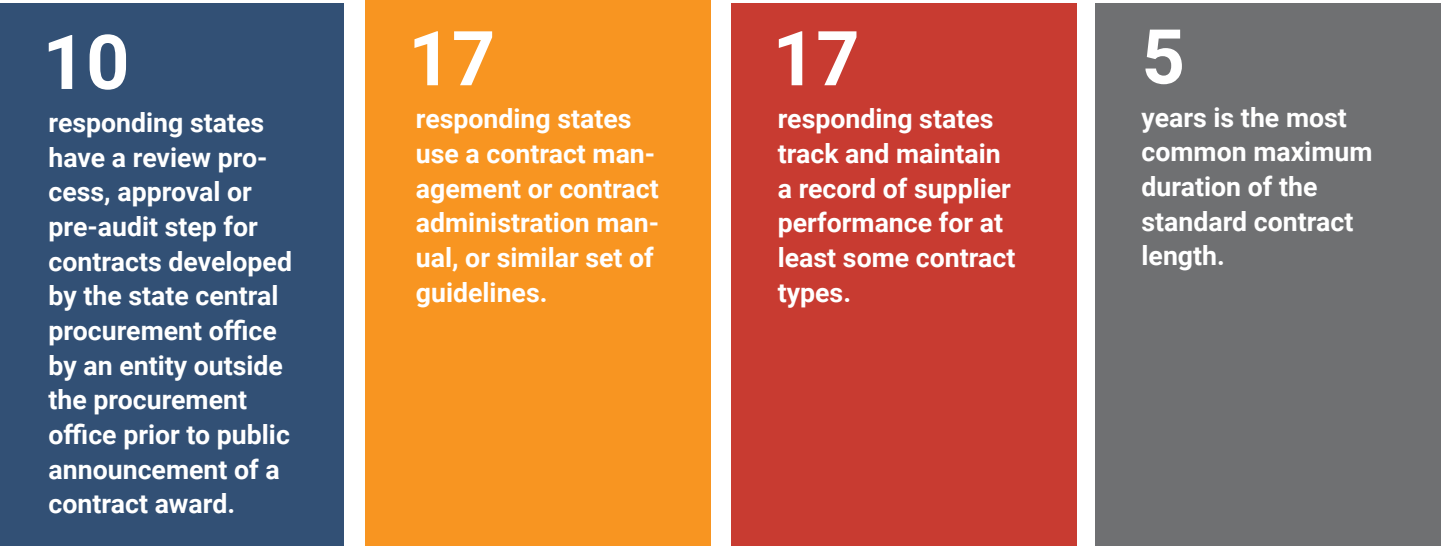 10
responding states
have a review pro-
cess, approval or
pre-audit step for
contracts developed
by the state central
procurement office
by an entity outside
the procurement
office prior to public
announcement of a
contract award.
17
responding states
use a contract man-
agement or contract
administration man-
ual, or similar set of
guidelines.
17
responding states
track and maintain
a record of supplier
performance for at
least some contract
types.
5
years is the most
common maximum
duration of the
standard contract
length.